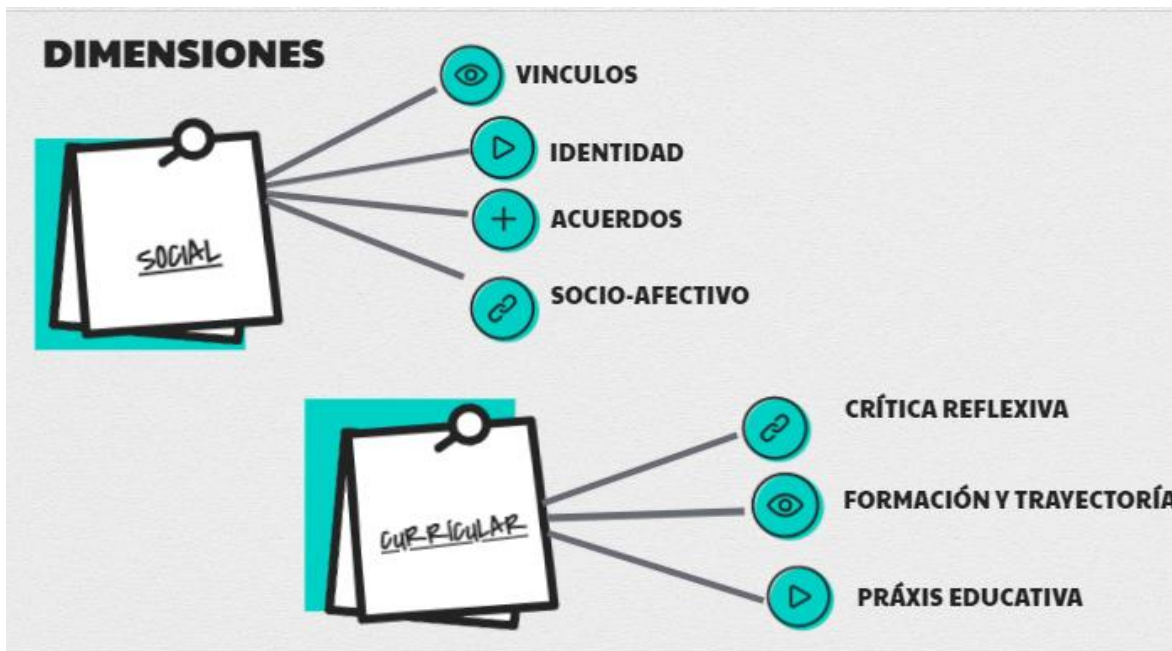 DIMENSIONES
VINCULOS
IDENTIDAD
ACUERDOS
SOCIAL
SOCIO-AFECTIVO
CRÍTICA REFLEXIVA
FORMACIÓN Y TRAYECTORÍA
CURRICULAR
PRÁXIS EDUCATIVA